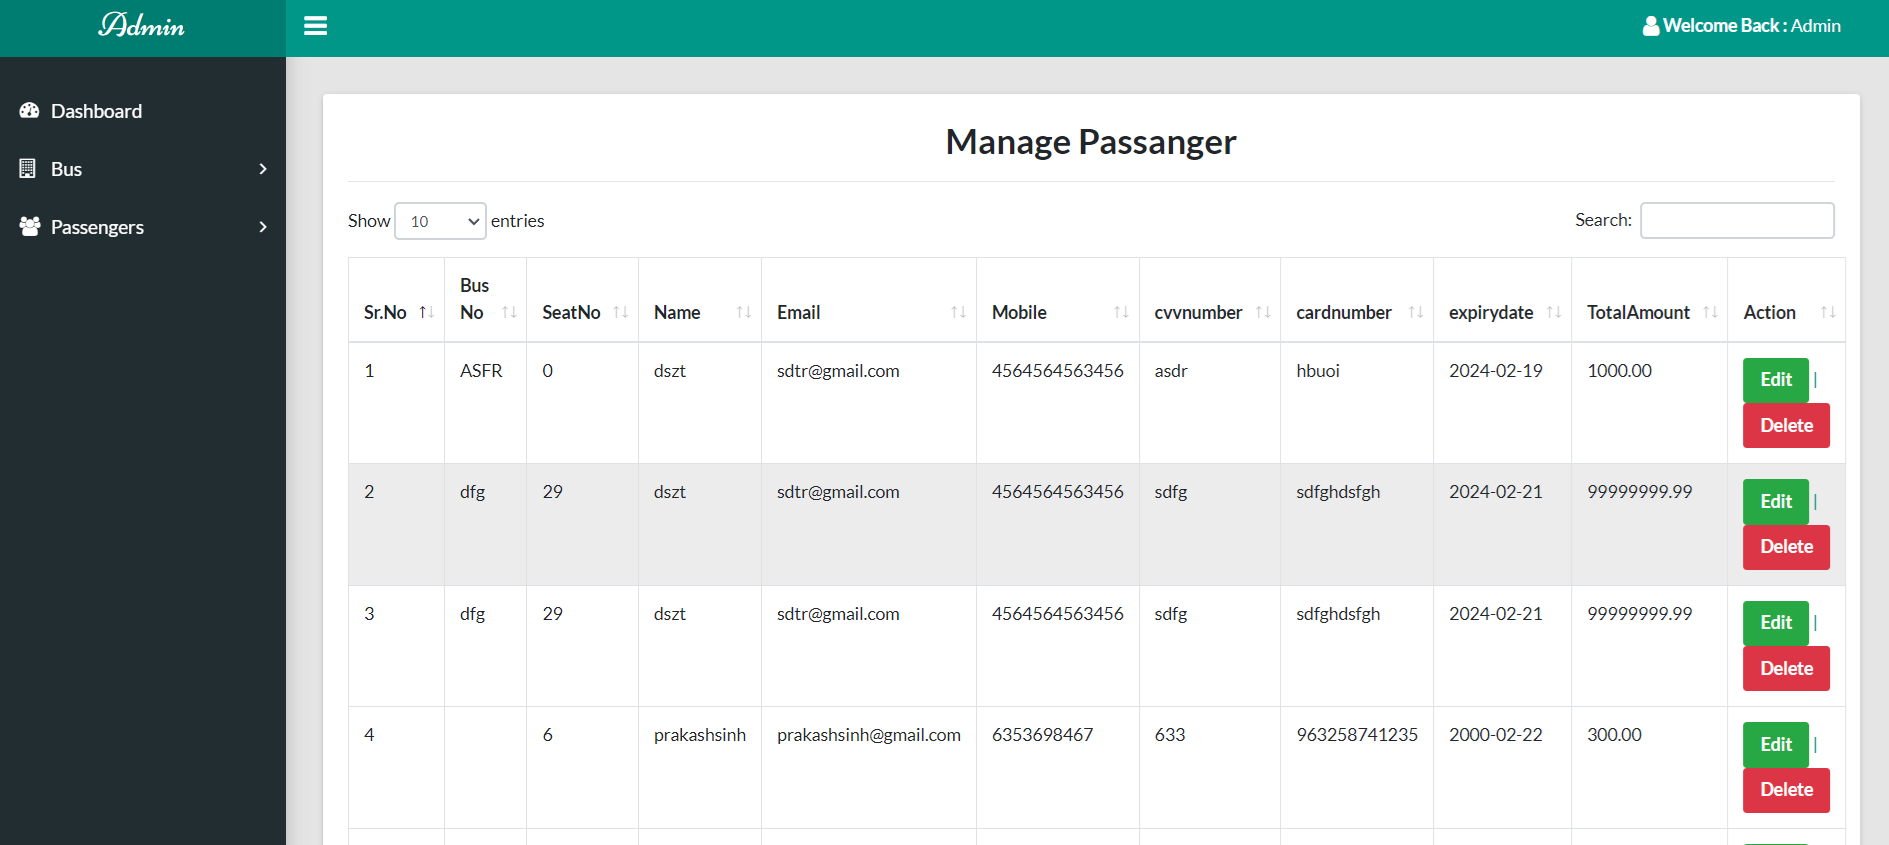 Admin
Welcome Back : Admin
Dashboard
Bus
Passengers
Manage Passanger
Show 10 entries
Search:
Sr.No Bus No SeatNo Name Email Mobile cvvnumber cardnumber expirydate TotalAmount Action
1 ASFR 0 dszt sdtr@gmail.com 4564564563456 asdr hbuoi 2024-02-19 1000.00 Edit |
Delete
2 dfg 29 dszt sdtr@gmail.com 4564564563456 sdfg sdfghdsfgh 2024-02-21 99999999.99 Edit |
Delete
3 dfg 29 dszt sdtr@gmail.com 4564564563456 sdfg sdfghdsfgh 2024-02-21 99999999.99 Edit |
Delete
4 6 prakashsinh prakashsinh@gmail.com 6353698467 633 963258741235 2000-02-22 300.00 Edit |
Delete